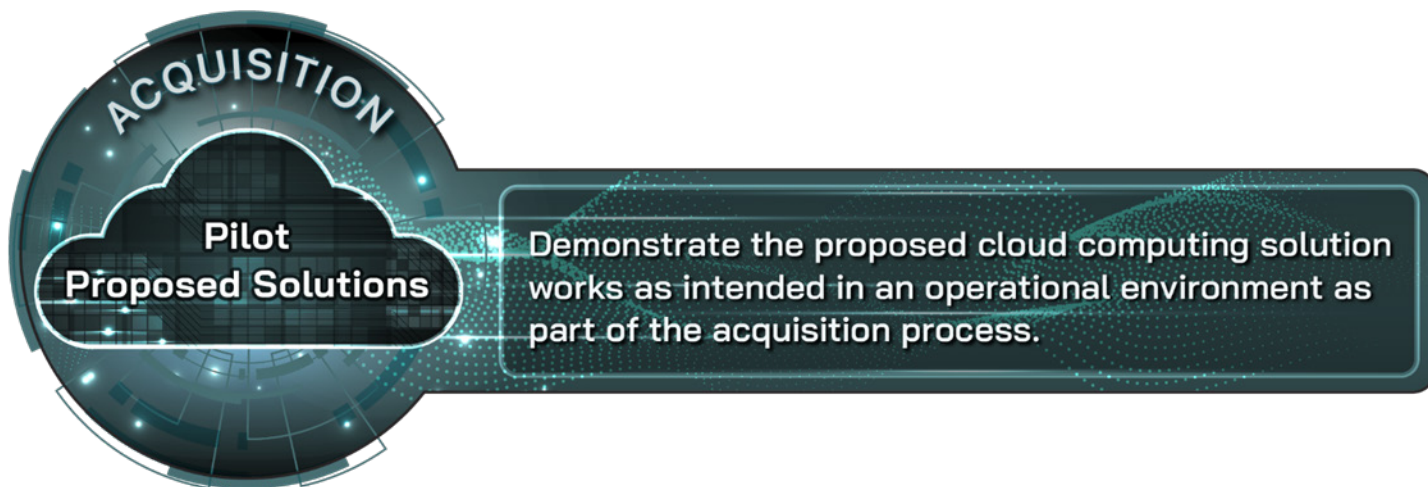 ACQUISITION
Pilot
Proposed Solutions
Demonstrate the proposed cloud computing solution
works as intended in an operational environment as
part of the acquisition process.